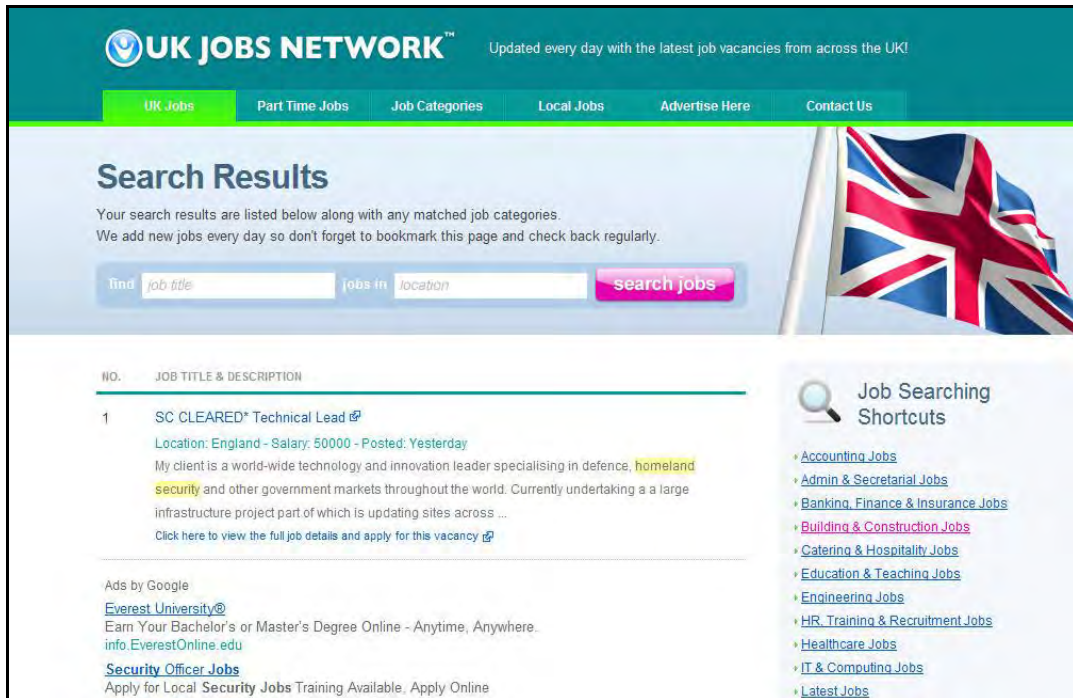 UK JOBS NETWORK™
Updated every day with the latest job vacancies from across the UK!
UK Jobs Part Time Jobs Job Categories Local Jobs Advertise Here Contact Us
Search Results
Your search results are listed below along with any matched job categories.
We add new jobs every day so don't forget to bookmark this page and check back regularly.
find job title jobs in location search jobs
NO. JOB TITLE & DESCRIPTION
1 SC CLEARED* Technical Lead
Location: England - Salary: 50000 - Posted: Yesterday
My client is a world-wide technology and innovation leader specialising in defence, homeland
security and other government markets throughout the world. Currently undertaking a a large
infrastructure project part of which is updating sites across ...
Click here to view the full job details and apply for this vacancy
Ads by Google
Everest University®
Earn Your Bachelor's or Master's Degree Online - Anytime, Anywhere.
info.EverestOnline.edu
Security Officer Jobs
Apply for Local Security Jobs Training Available, Apply Online
Job Searching
Shortcuts
Accounting Jobs
Admin & Secretarial Jobs
Banking, Finance & Insurance Jobs
Building & Construction Jobs
Catering & Hospitality Jobs
Education & Teaching Jobs
Engineering Jobs
HR, Training & Recruitment Jobs
Healthcare Jobs
IT & Computing Jobs
Latest Jobs